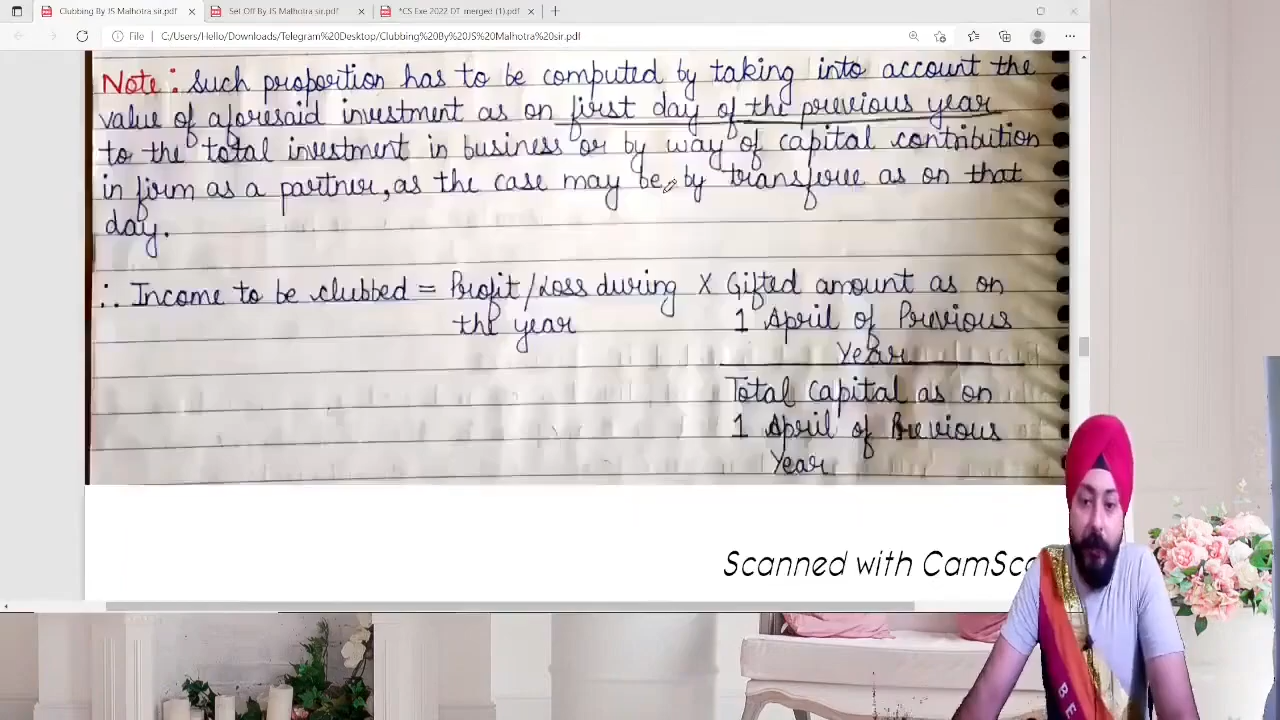 Clubbing By JS Malhotra sir.pdf
Set Off By JS Malhotra sir.pdf
*CS Exe 2022 DT merged (1).pdf
File
C:/Users/Hello/Downloads/Telegram%20Desktop/Clubbing%20By%20JS%20Malhotra%20sir.pdf
Note: Such proportion has to be computed by taking into account the
value of aforesaid investment as on first day of the previous year
to the total investment in business or by way of capital contribution
in firm as a partner, as the case may be, by transferee as on that
day.
∴ Income to be clubbed = Profit/Loss during X Gifted amount as on
the year 1 April of Previous
Year
Total Capital as on
1 April of Previous
Year
Scanned with CamSc
BE